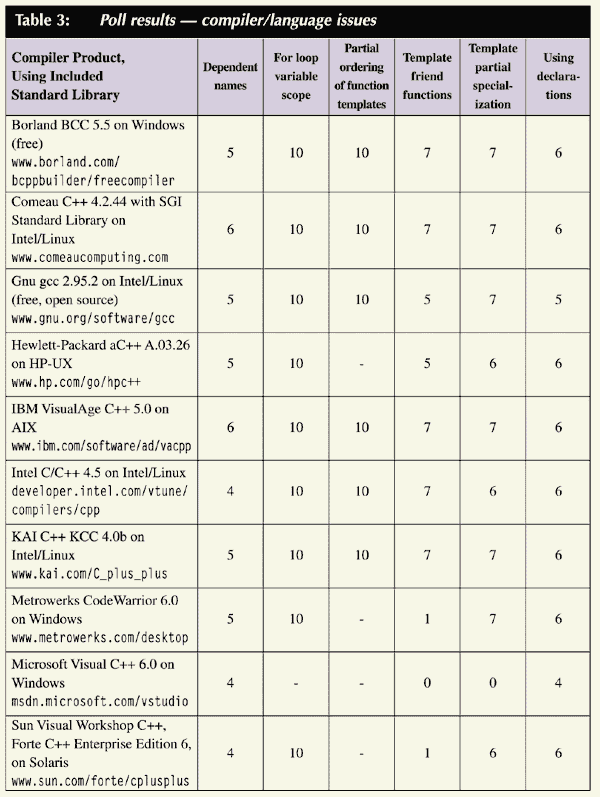 Table 3: Poll results — compiler/language issues
Compiler Product,
Using Included
Standard Library
Dependent
names
For loop
variable
scope
Partial
ordering
of function
templates
Template
friend
functions
Template
partial
special-
ization
Using
declara-
tions
Borland BCC 5.5 on Windows
(free)
www.borland.com/
bcppbuilder/freecompiler
5 10 10 7 7 6
Comeau C++ 4.2.44 with SGI
Standard Library on
Intel/Linux
www.comeaucomputing.com
6 10 10 7 7 6
Gnu gcc 2.95.2 on Intel/Linux
(free, open source)
www.gnu.org/software/gcc
5 10 10 5 7 5
Hewlett-Packard aC++ A.03.26
on HP-UX
www.hp.com/go/hpc++
5 10 - 5 6 6
IBM VisualAge C++ 5.0 on
AIX
www.ibm.com/software/ad/vacpp
6 10 10 7 7 6
Intel C/C++ 4.5 on Intel/Linux
developer.intel.com/vtune/
compilers/cpp
4 10 10 7 6 6
KAI C++ KCC 4.0b on
Intel/Linux
www.kai.com/C_plus_plus
5 10 10 7 7 6
Metrowerks CodeWarrior 6.0
on Windows
www.metrowerks.com/desktop
5 10 - 1 7 6
Microsoft Visual C++ 6.0 on
Windows
msdn.microsoft.com/vstudio
4 - - 0 0 4
Sun Visual Workshop C++,
Forte C++ Enterprise Edition 6,
on Solaris
www.sun.com/forte/cplusplus
4 10 - 1 6 6